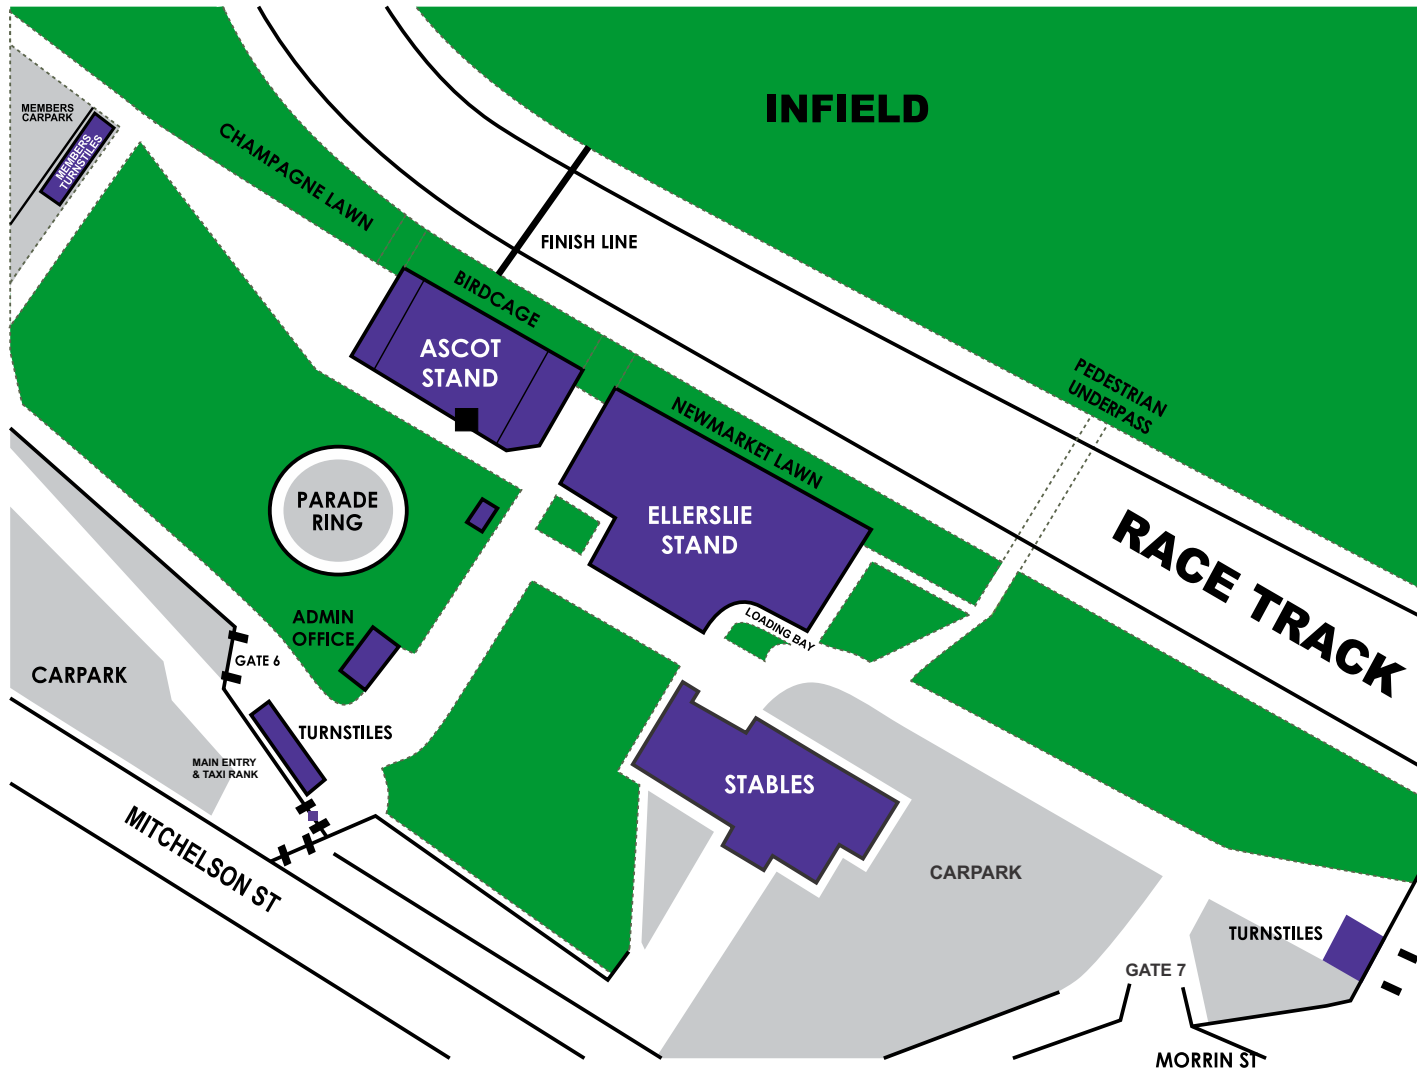 INFIELD
MEMBERS
CARPARK
MEMBERS
TURNSTILES
CHAMPAGNE LAWN
FINISH LINE
BIRDCAGE
ASCOT
STAND
PEDESTRIAN
UNDERPASS
NEWMARKET LAWN
PARADE
RING
ELLERSLIE
STAND
RACE TRACK
ADMIN
OFFICE
LOADING BAY
GATE 6
CARPARK
TURNSTILES
MAIN ENTRY
& TAXI RANK
STABLES
MITCHELSON ST
CARPARK
TURNSTILES
GATE 7
MORRIN ST